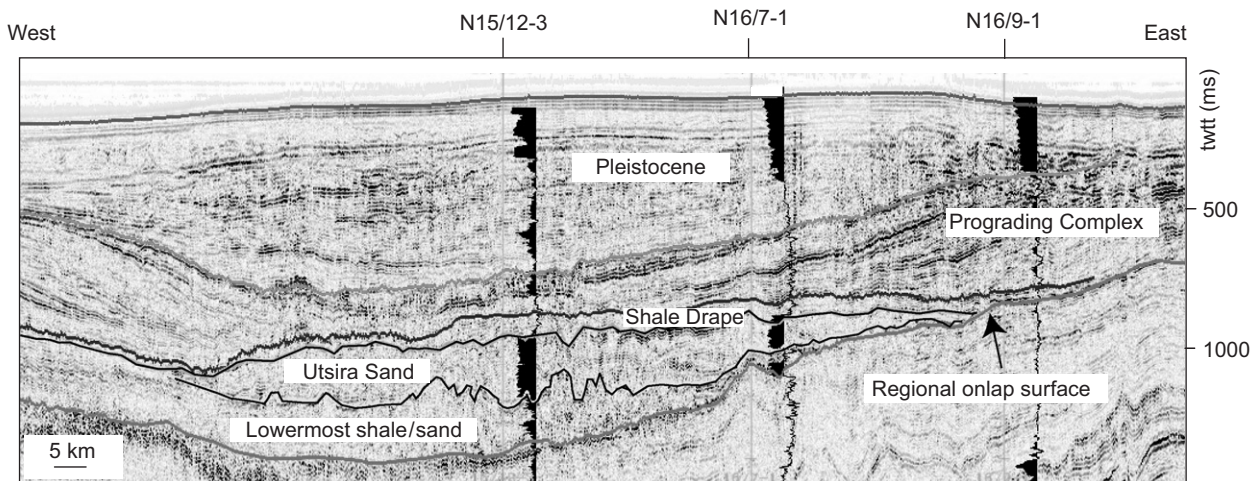 West
N15/12-3
N16/7-1
N16/9-1
East
twtt (ms)
Pleistocene
500
Prograding Complex
Shale Drape
1000
Utsira Sand
Regional onlap surface
Lowermost shale/sand
5 km